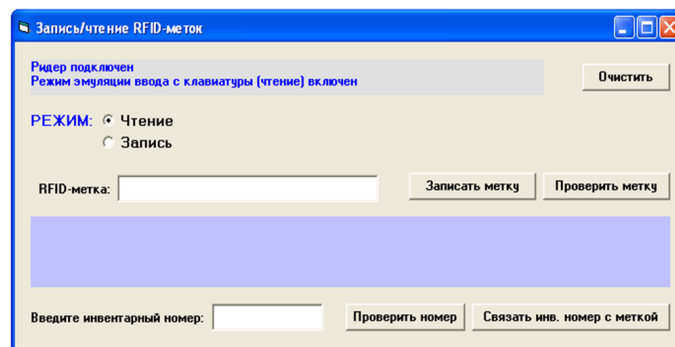 Запись/чтение RFID-меток
Ридер подключен
Режим эмуляции ввода с клавиатуры (чтение) включен
Очистить
РЕЖИМ: Чтение
Запись
RFID-метка: Записать метку Проверить метку
Введите инвентарный номер: Проверить номер Связать инв. номер с меткой